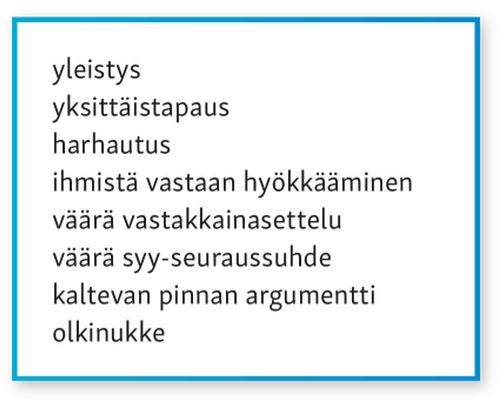 yleistys
yksittäistapaus
harhautus
ihmistä vastaan hyökkääminen
väärä vastakkainasettelu
väärä syy-seuraussuhde
kaltevan pinnan argumentti
olkinukke